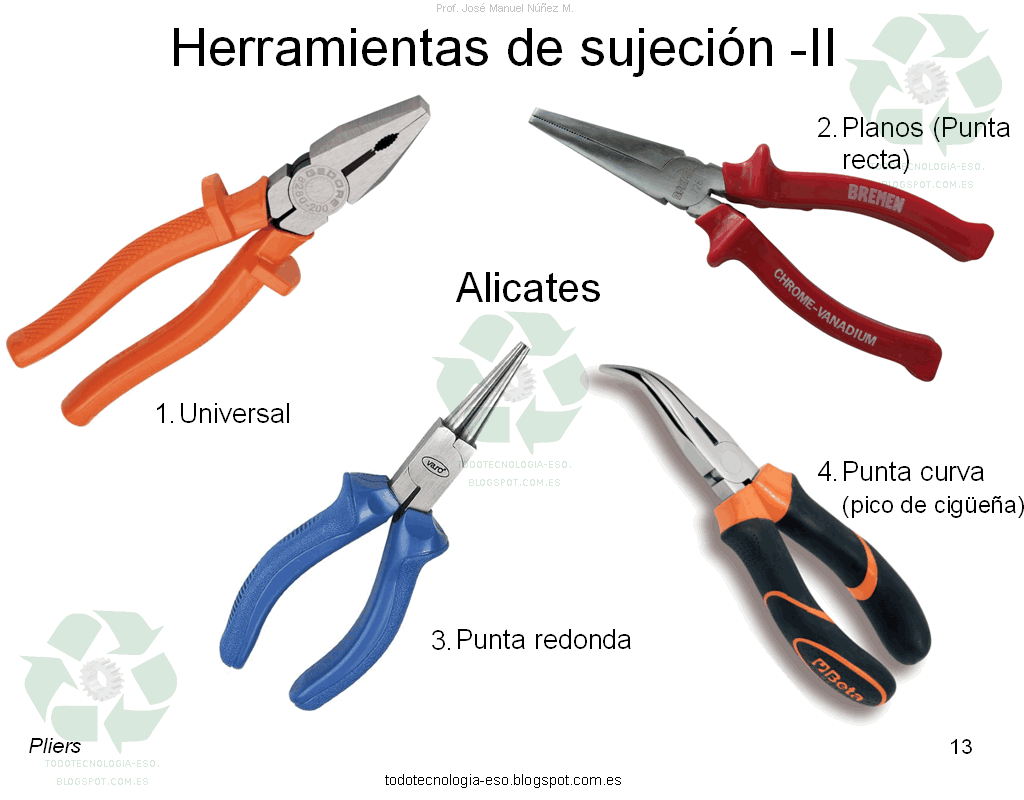 Prof. José Manuel Núñez M.
Herramientas de sujeción -II
2. Planos (Punta
recta)
TODOTECNOLOGIA-ESO.
BLOGSPOT.COM.ES
GEDORE
BREMEN
CHROME-VANADIUM
Alicates
1. Universal
VARO
TODOTECNOLOGIA-ESO.
BLOGSPOT.COM.ES
4. Punta curva
(pico de cigüeña)
3. Punta redonda
Beta
Pliers
13
TODOTECNOLOGIA-ESO.
BLOGSPOT.COM.ES
todotecnologia-eso.blogspot.com.es